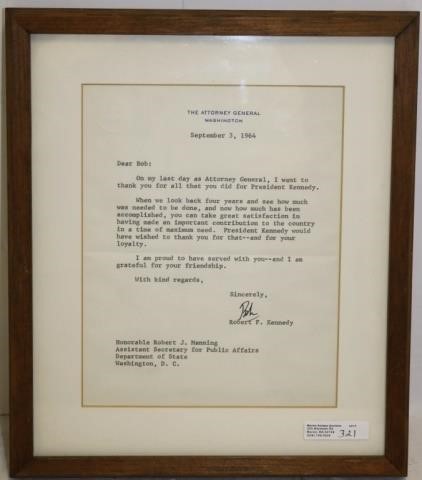 THE ATTORNEY GENERAL
WASHINGTON
September 3, 1964
Dear Bob:
On my last day as Attorney General, I want to
thank you for all that you did for President Kennedy.
When we look back four years and see how much
was needed to be done, and now how much has been
accomplished, you can take great satisfaction in
having made an important contribution to the country
in a time of maximum need. President Kennedy would
have wished to thank you for that--and for your
loyalty.
I am proud to have served with you--and I am
grateful for your friendship.
With kind regards,
Sincerely,
Bob
Robert F. Kennedy
Honorable Robert J. Manning
Assistant Secretary for Public Affairs
Department of State
Washington, D. C.
321